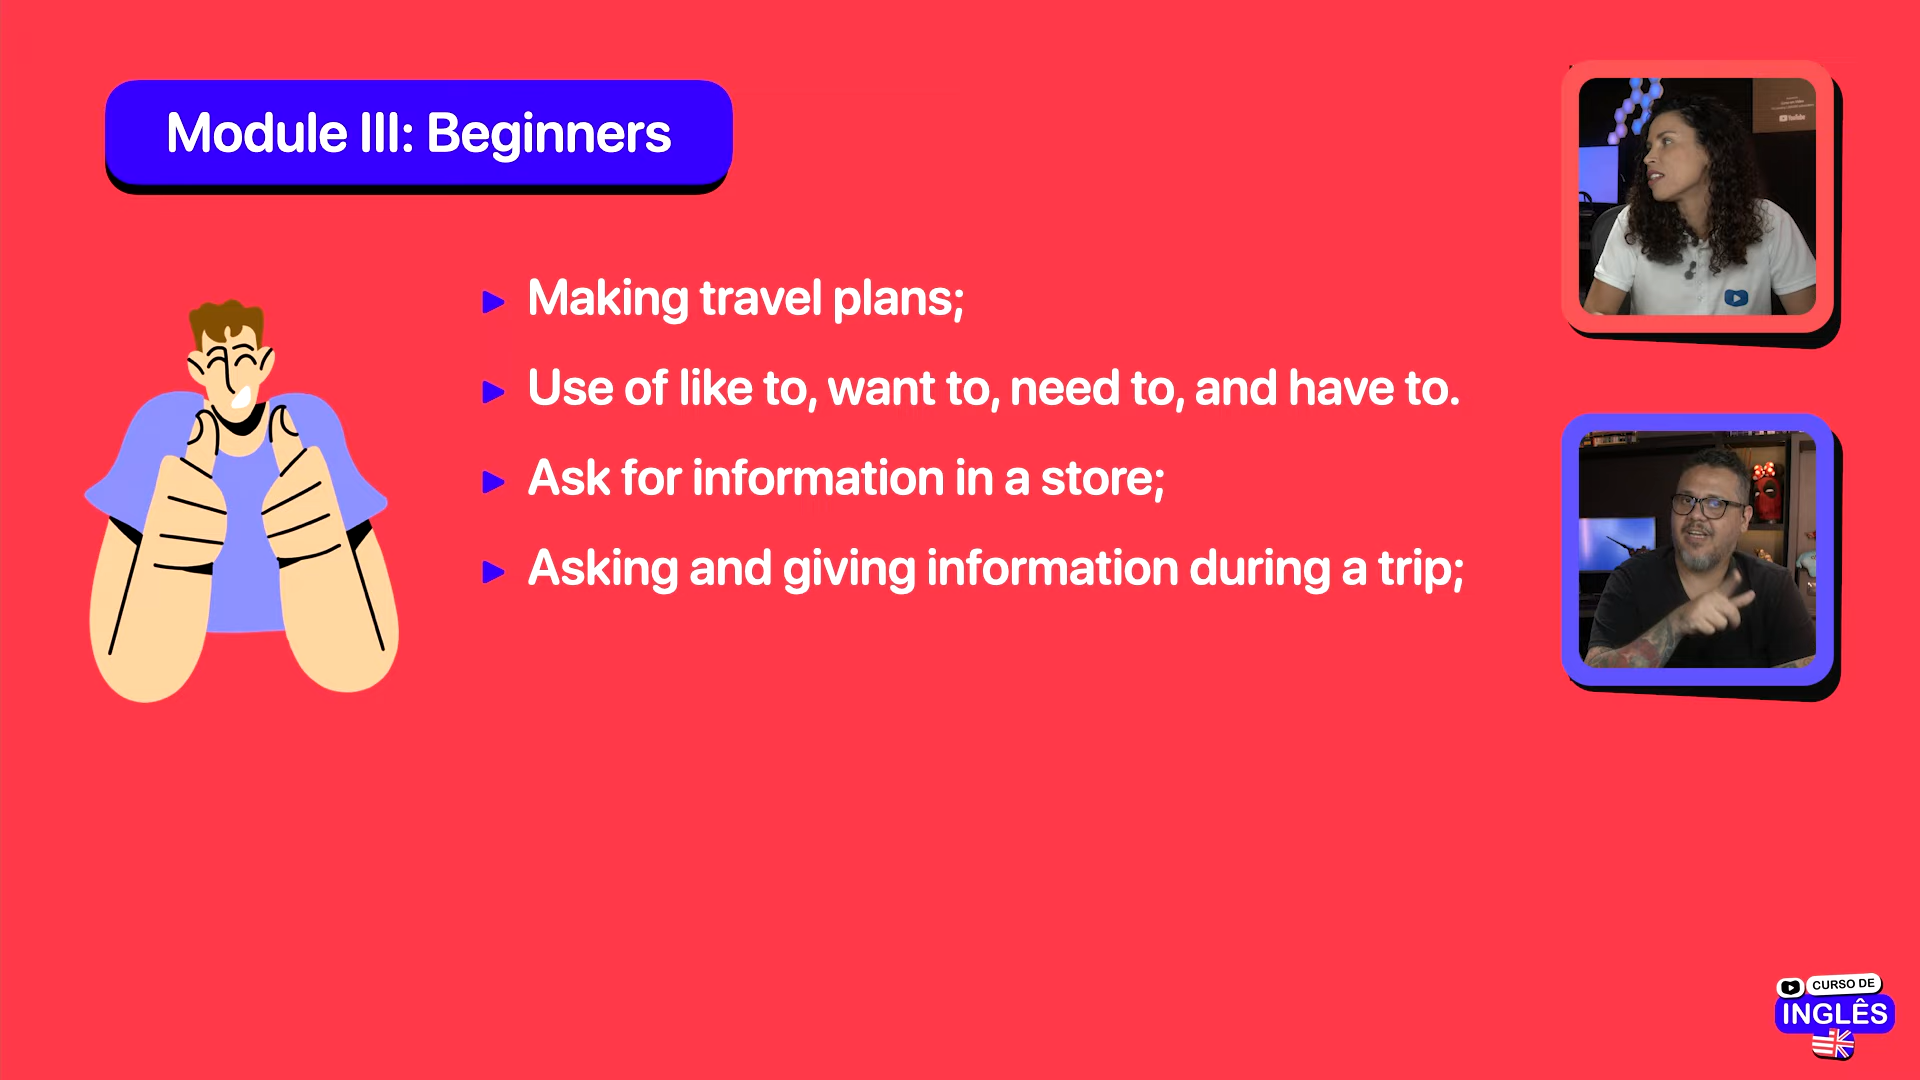 Module III: Beginners
Making travel plans;
Use of like to, want to, need to, and have to.
Ask for information in a store;
Asking and giving information during a trip;
YouTube
CURSO DE
INGLÊS